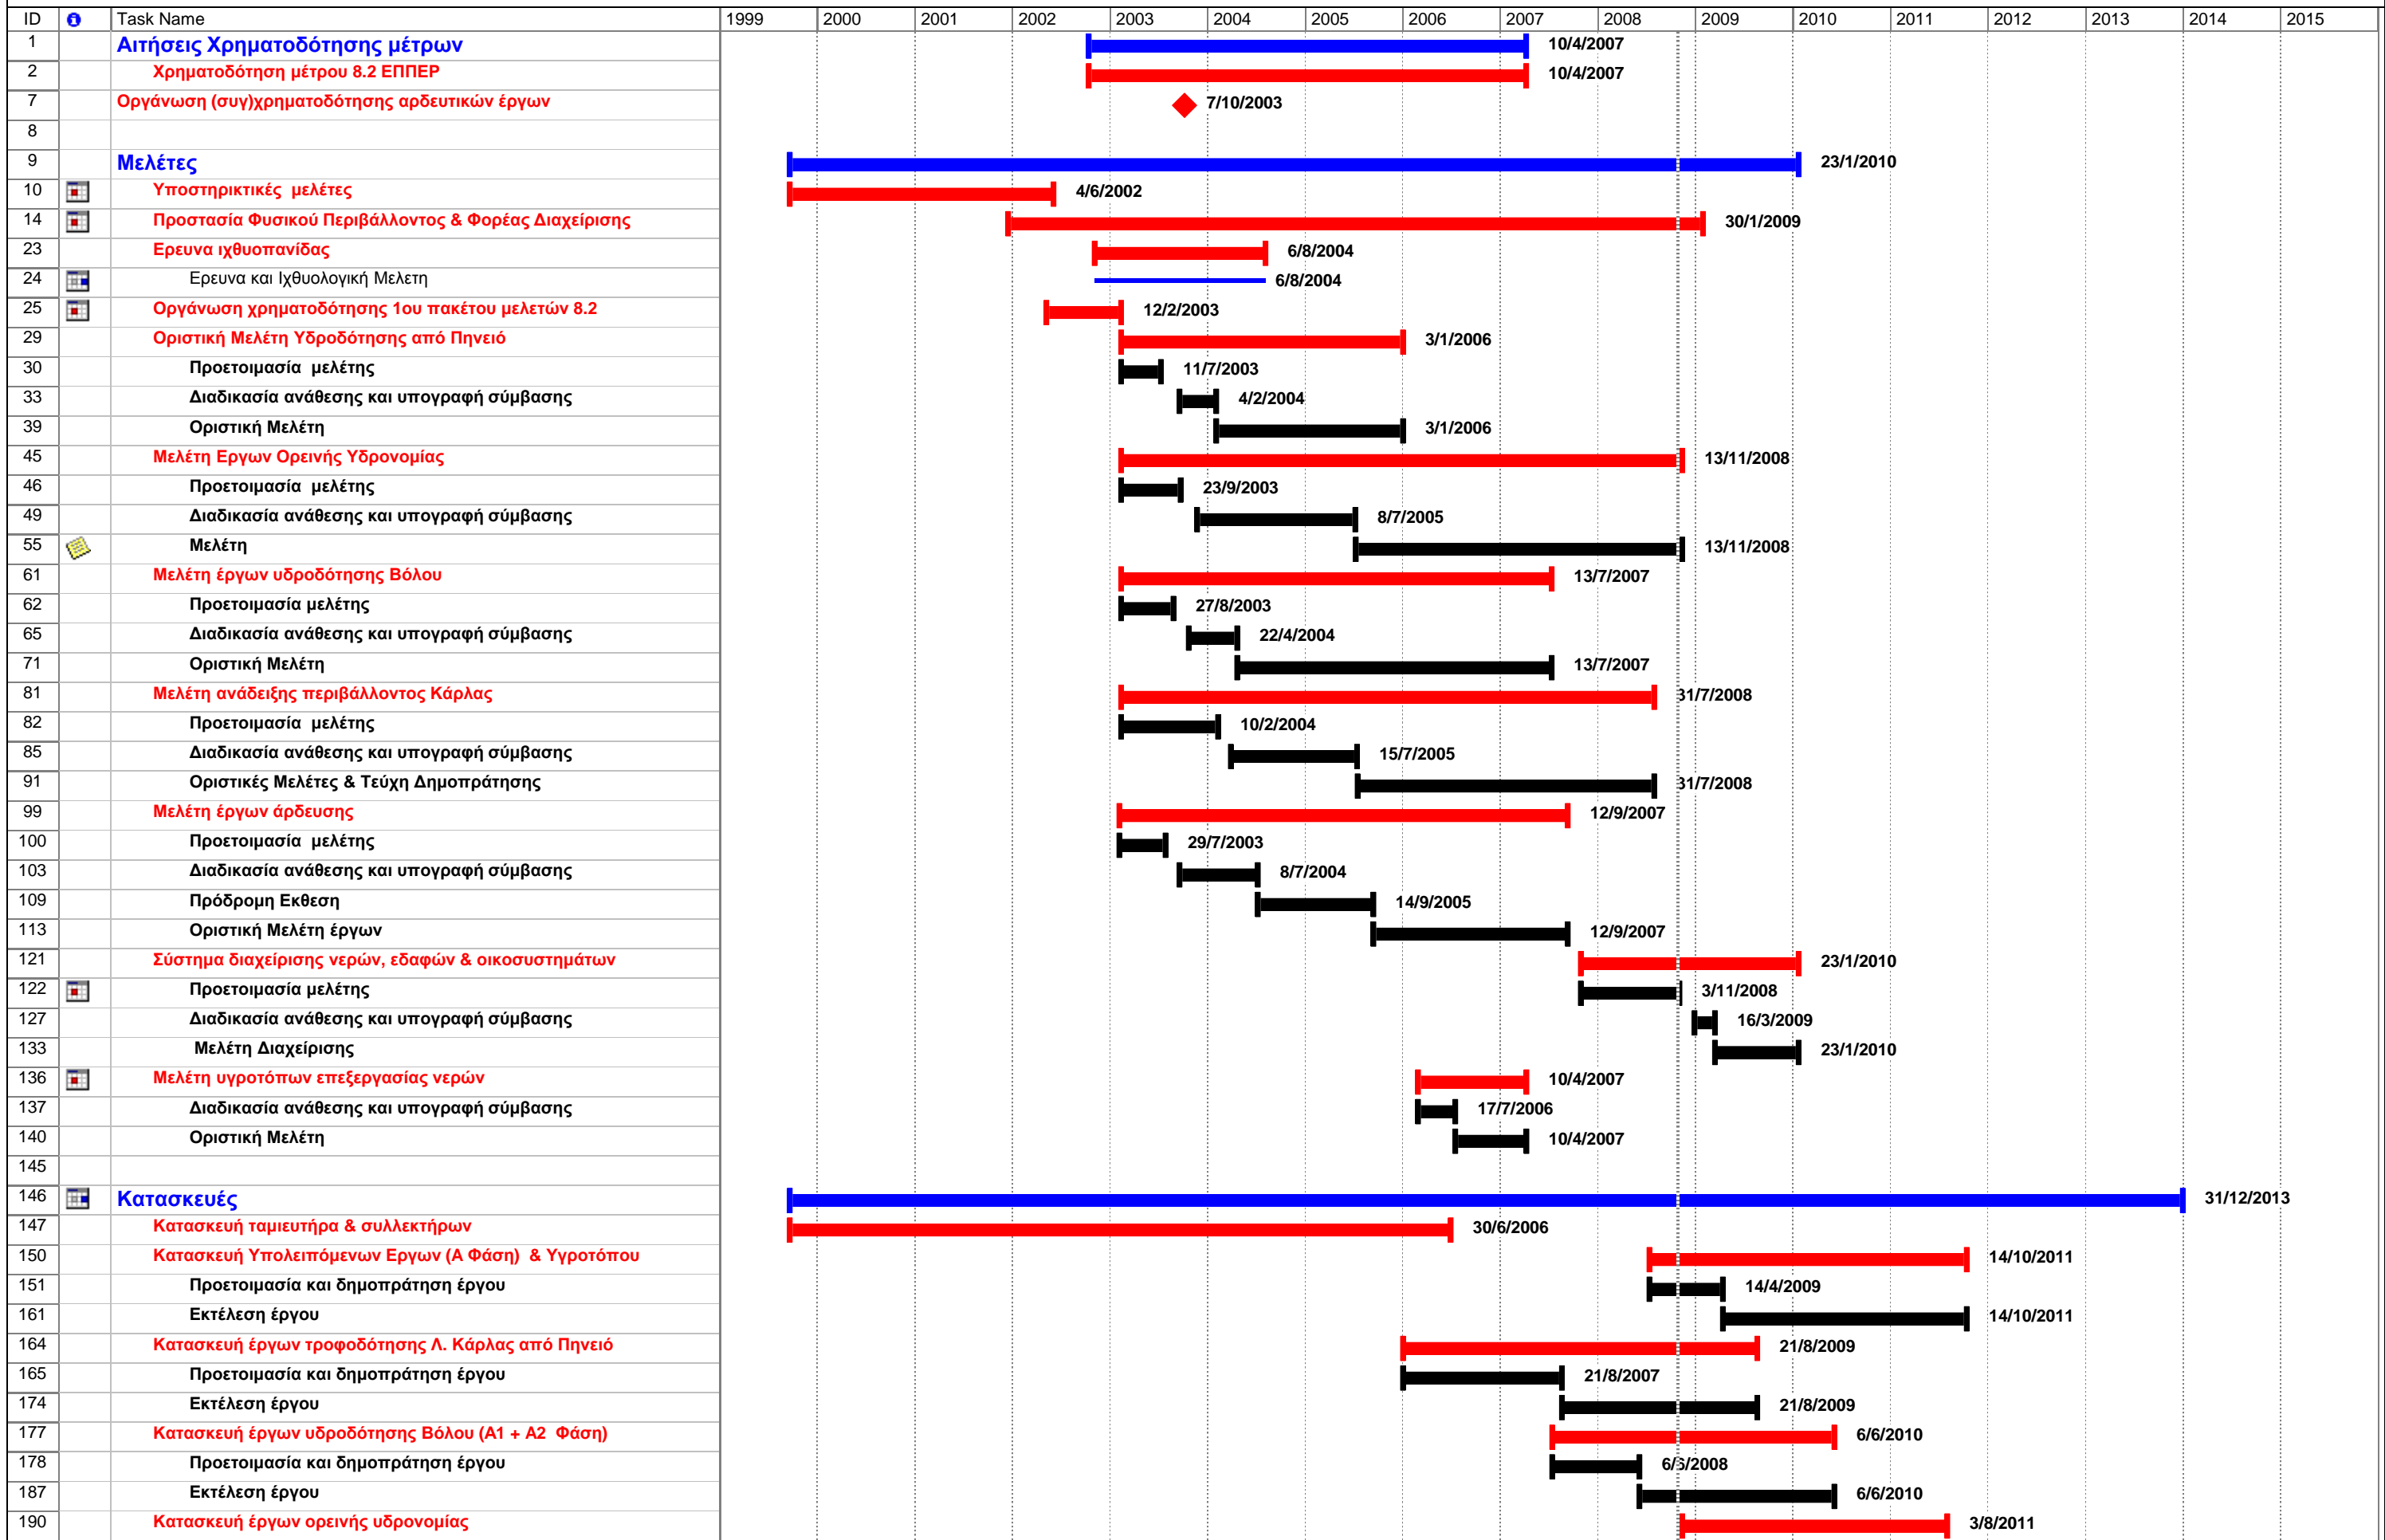 ID Task Name 1999 2000 2001 2002 2003 2004 2005 2006 2007 2008 2009 2010 2011 2012 2013 2014 2015
1 Αιτήσεις Χρηματοδότησης μέτρων 10/4/2007
2 Χρηματοδότηση μέτρου 8.2 ΕΠΠΕΡ 10/4/2007
7 Οργάνωση (συγ)χρηματοδότησης αρδευτικών έργων 7/10/2003
8
9 Μελέτες 23/1/2010
10 Υποστηρικτικές μελέτες 4/6/2002
14 Προστασία Φυσικού Περιβάλλοντος & Φορέας Διαχείρισης 30/1/2009
23 Ερευνα ιχθυοπανίδας 6/8/2004
24 Ερευνα και Ιχθυολογική Μελετη 6/8/2004
25 Οργάνωση χρηματοδότησης 1ου πακέτου μελετών 8.2 12/2/2003
29 Οριστική Μελέτη Υδροδότησης από Πηνειό 3/1/2006
30 Προετοιμασία μελέτης 11/7/2003
33 Διαδικασία ανάθεσης και υπογραφή σύμβασης 4/2/2004
39 Οριστική Μελέτη 3/1/2006
45 Μελέτη Εργων Ορεινής Υδρονομίας 13/11/2008
46 Προετοιμασία μελέτης 23/9/2003
49 Διαδικασία ανάθεσης και υπογραφή σύμβασης 8/7/2005
55 Μελέτη 13/11/2008
61 Μελέτη έργων υδροδότησης Βόλου 13/7/2007
62 Προετοιμασία μελέτης 27/8/2003
65 Διαδικασία ανάθεσης και υπογραφή σύμβασης 22/4/2004
71 Οριστική Μελέτη 13/7/2007
81 Μελέτη ανάδειξης περιβάλλοντος Κάρλας 31/7/2008
82 Προετοιμασία μελέτης 10/2/2004
85 Διαδικασία ανάθεσης και υπογραφή σύμβασης 15/7/2005
91 Οριστικές Μελέτες & Τεύχη Δημοπράτησης 31/7/2008
99 Μελέτη έργων άρδευσης 12/9/2007
100 Προετοιμασία μελέτης 29/7/2003
103 Διαδικασία ανάθεσης και υπογραφή σύμβασης 8/7/2004
109 Πρόδρομη Εκθεση 14/9/2005
113 Οριστική Μελέτη έργων 12/9/2007
121 Σύστημα διαχείρισης νερών, εδαφών & οικοσυστημάτων 23/1/2010
122 Προετοιμασία μελέτης 3/11/2008
127 Διαδικασία ανάθεσης και υπογραφή σύμβασης 16/3/2009
133 Μελέτη Διαχείρισης 23/1/2010
136 Μελέτη υγροτόπων επεξεργασίας νερών 10/4/2007
137 Διαδικασία ανάθεσης και υπογραφή σύμβασης 17/7/2006
140 Οριστική Μελέτη 10/4/2007
145
146 Κατασκευές 31/12/2013
147 Κατασκευή ταμιευτήρα & συλλεκτήρων 30/6/2006
150 Κατασκευή Υπολειπόμενων Εργων (Α Φάση) & Υγροτόπου 14/10/2011
151 Προετοιμασία και δημοπράτηση έργου 14/4/2009
161 Εκτέλεση έργου 14/10/2011
164 Κατασκευή έργων τροφοδότησης Λ. Κάρλας από Πηνειό 21/8/2009
165 Προετοιμασία και δημοπράτηση έργου 21/8/2007
174 Εκτέλεση έργου 21/8/2009
177 Κατασκευή έργων υδροδότησης Βόλου (Α1 + Α2 Φάση) 6/6/2010
178 Προετοιμασία και δημοπράτηση έργου 6/6/2008
187 Εκτέλεση έργου 6/6/2010
190 Κατασκευή έργων ορεινής υδρονομίας 3/8/2011